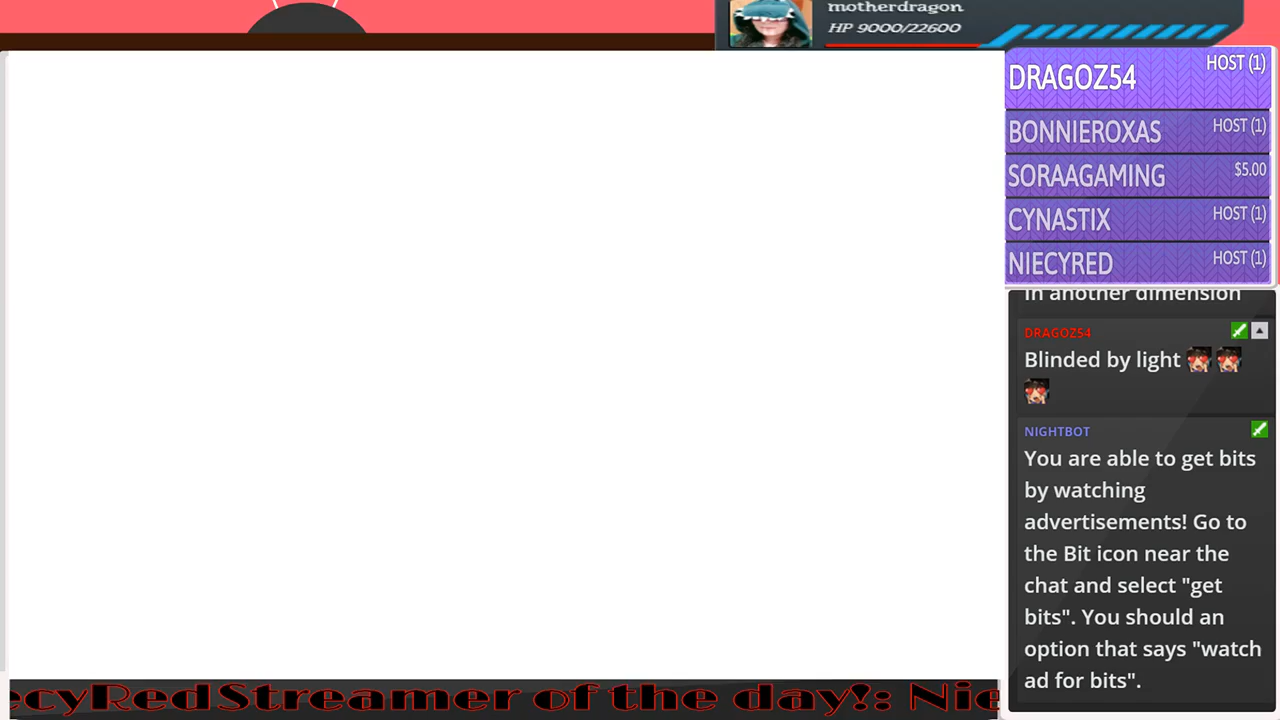 motherdragon
HP 9000/22600
DRAGOZ54 HOST (1)
BONNIEROXAS HOST (1)
SORAAGAMING $5.00
CYNASTIX HOST (1)
NIECYRED HOST (1)
in another dimension
DRAGOZ54
Blinded by light
NIGHTBOT
You are able to get bits
by watching
advertisements! Go to
the Bit icon near the
chat and select "get
bits". You should an
option that says "watch
ad for bits".
ecyRedStreamer of the day!: Nie